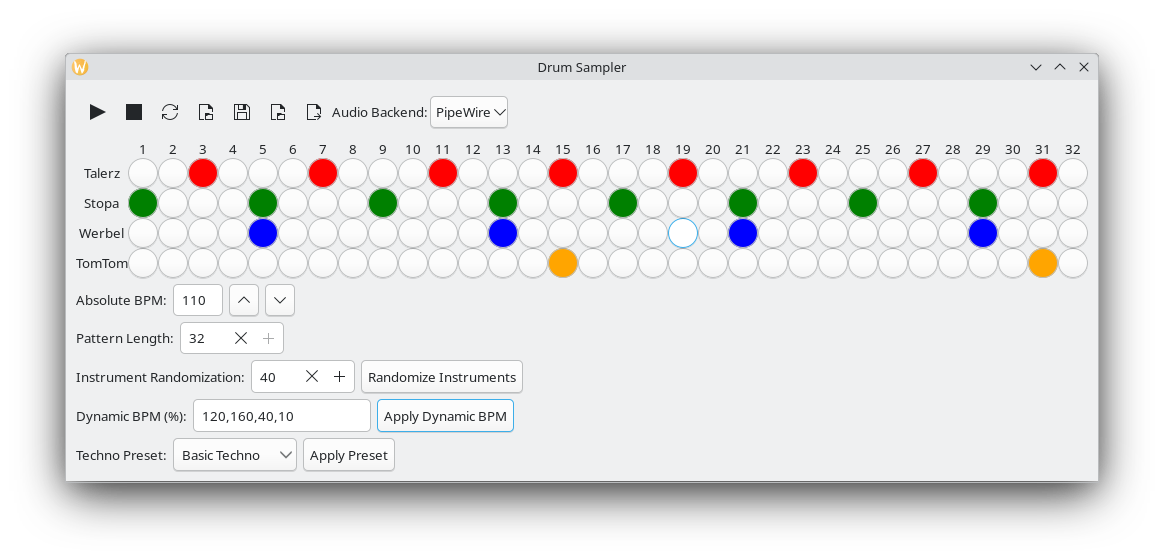 Drum Sampler
Audio Backend: PipeWire
1 2 3 4 5 6 7 8 9 10 11 12 13 14 15 16 17 18 19 20 21 22 23 24 25 26 27 28 29 30 31 32
Talerz
Stopa
Werbel
TomTom
Absolute BPM: 110
Pattern Length: 32
Instrument Randomization: 40 Randomize Instruments
Dynamic BPM (%): 120,160,40,10 Apply Dynamic BPM
Techno Preset: Basic Techno Apply Preset